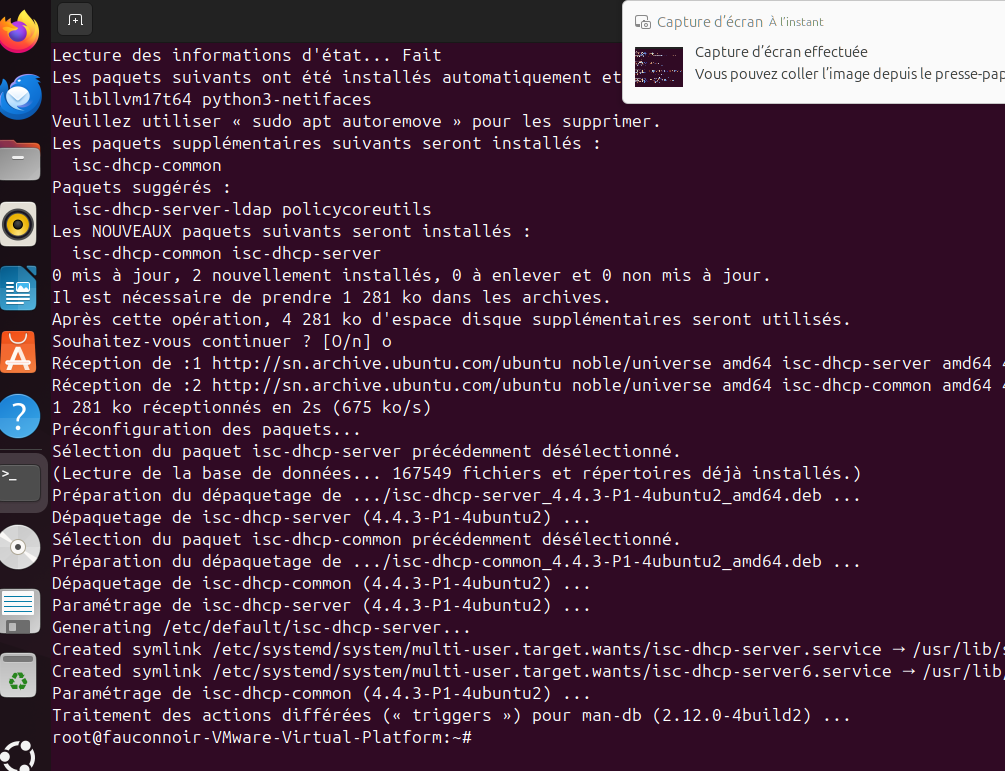 Capture d'écran À l'instant
Capture d'écran effectuée
Vous pouvez coller l'image depuis le
Lecture des informations d'état... Fait
Les paquets suivants ont été installés automatiquement et
libllvm17t64 python3-netifaces
Veuillez utiliser « sudo apt autoremove » pour les supprimer.
Les paquets supplémentaires suivants seront installés :
isc-dhcp-common
Paquets suggérés :
isc-dhcp-server-ldap policycoreutils
Les NOUVEAUX paquets suivants seront installés :
isc-dhcp-common isc-dhcp-server
0 mis à jour, 2 nouvellement installés, 0 à enlever et 0 non mis à jour.
Il est nécessaire de prendre 1 281 ko dans les archives.
Après cette opération, 4 281 ko d'espace disque supplémentaires seront utilisés.
Souhaitez-vous continuer ? [O/n] o
Réception de :1 http://sn.archive.ubuntu.com/ubuntu noble/universe amd64 isc-dhcp-server amd64
Réception de :2 http://sn.archive.ubuntu.com/ubuntu noble/universe amd64 isc-dhcp-common amd64
1 281 ko réceptionnés en 2s (675 ko/s)
Préconfiguration des paquets...
Sélection du paquet isc-dhcp-server précédemment désélectionné.
(Lecture de la base de données... 167549 fichiers et répertoires déjà installés.)
Préparation du dépaquetage de .../isc-dhcp-server_4.4.3-P1-4ubuntu2_amd64.deb ...
Dépaquetage de isc-dhcp-server (4.4.3-P1-4ubuntu2) ...
Sélection du paquet isc-dhcp-common précédemment désélectionné.
Préparation du dépaquetage de .../isc-dhcp-common_4.4.3-P1-4ubuntu2_amd64.deb ...
Dépaquetage de isc-dhcp-common (4.4.3-P1-4ubuntu2) ...
Paramétrage de isc-dhcp-server (4.4.3-P1-4ubuntu2) ...
Generating /etc/default/isc-dhcp-server...
Created symlink /etc/systemd/system/multi-user.target.wants/isc-dhcp-server.service → /usr/lib/
Created symlink /etc/systemd/system/multi-user.target.wants/isc-dhcp-server6.service → /usr/lib/
Paramétrage de isc-dhcp-common (4.4.3-P1-4ubuntu2) ...
Traitement des actions différées (« triggers ») pour man-db (2.12.0-4build2) ...
root@fauconnoir-VMware-Virtual-Platform:~#